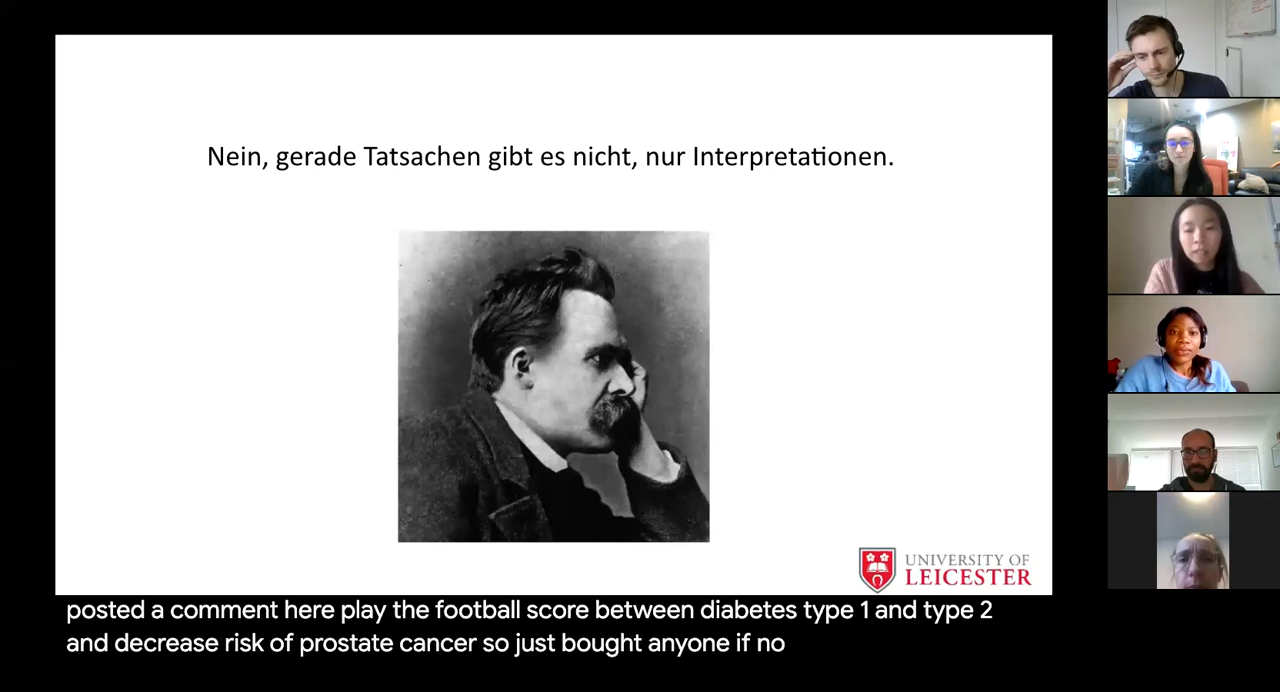 Nein, gerade Tatsachen gibt es nicht, nur Interpretationen.
UNIVERSITY OF
LEICESTER
posted a comment here play the football score between diabetes type 1 and type 2
and decrease risk of prostate cancer so just bought anyone if no